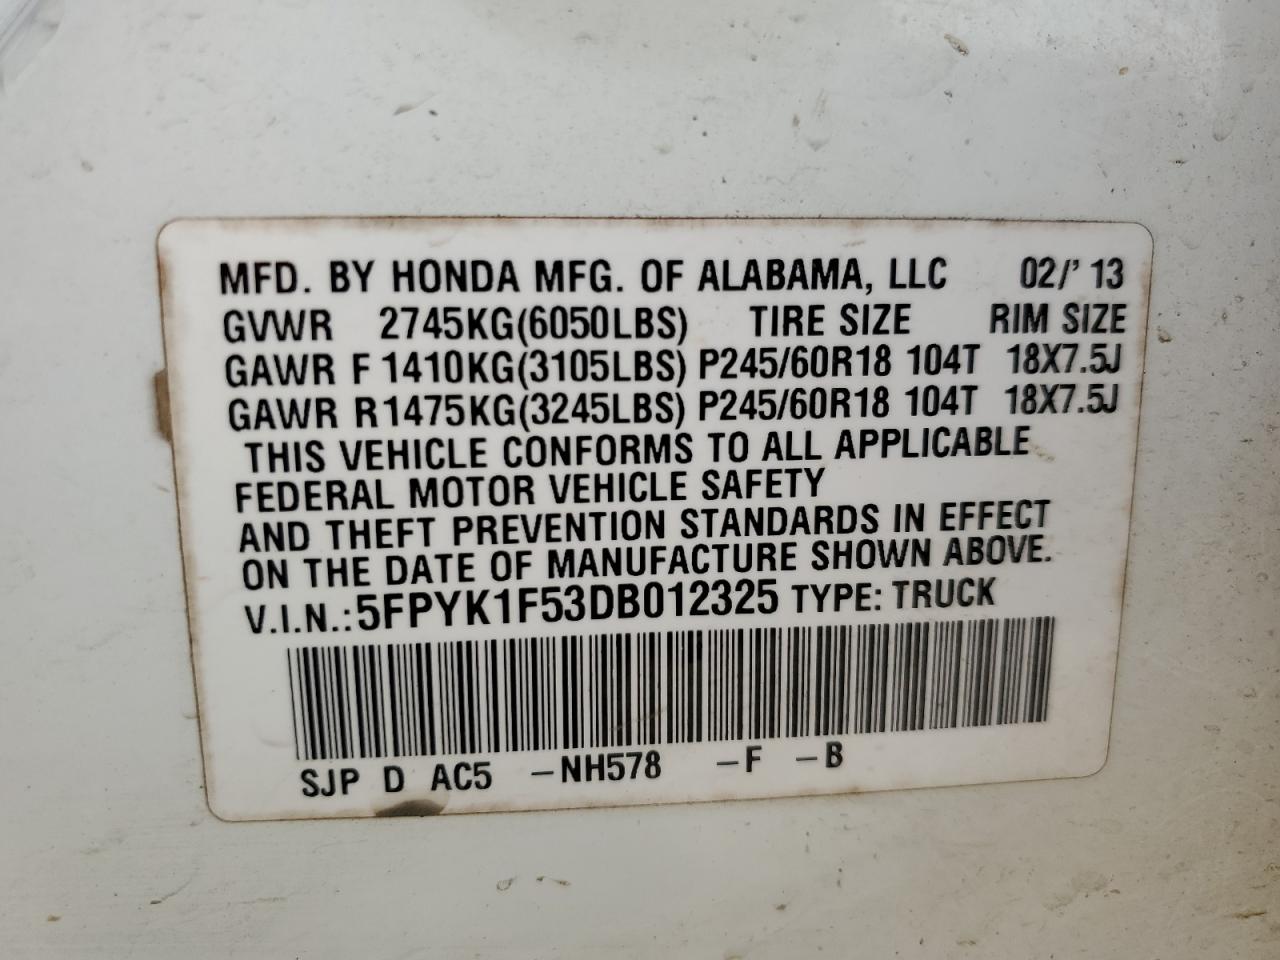 MFD. BY HONDA MFG. OF ALABAMA, LLC 02/' 13
GVWR 2745KG(6050LBS) TIRE SIZE RIM SIZE
GAWR F 1410KG(3105LBS) P245/60R18 104T 18X7.5J
GAWR R1475KG(3245LBS) P245/60R18 104T 18X7.5J
THIS VEHICLE CONFORMS TO ALL APPLICABLE
FEDERAL MOTOR VEHICLE SAFETY
AND THEFT PREVENTION STANDARDS IN EFFECT
ON THE DATE OF MANUFACTURE SHOWN ABOVE.
V.I.N.:5FPYK1F53DB012325 TYPE: TRUCK
SJP D AC5 –NH578 –F –B